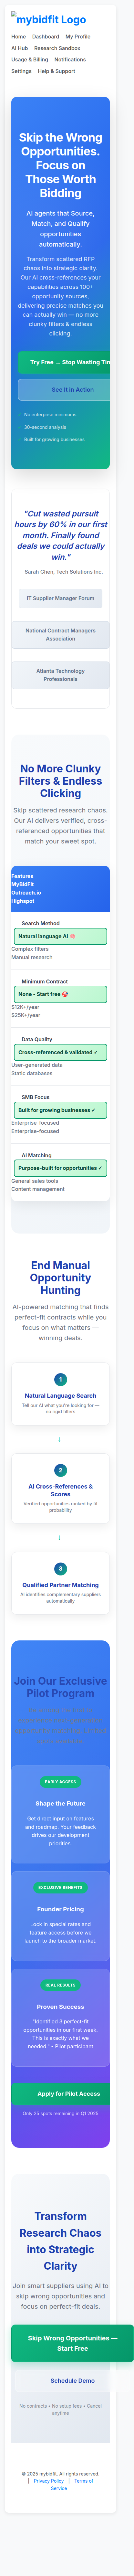 mybidfit Logo
Home Dashboard My Profile
AI Hub Research Sandbox
Usage & Billing Notifications
Settings Help & Support
Skip the Wrong
Opportunities.
Focus on
Those Worth
Bidding
AI agents that Source,
Match, and Qualify
opportunities
automatically.
Transform scattered RFP
chaos into strategic clarity.
Our AI cross-references your
capabilities across 100+
opportunity sources,
delivering precise matches you
can actually win — no more
clunky filters & endless
clicking.
Try Free → Stop Wasting Tim
See It in Action
No enterprise minimums
30-second analysis
Built for growing businesses
"Cut wasted pursuit
hours by 60% in our first
month. Finally found
deals we could actually
win."
— Sarah Chen, Tech Solutions Inc.
IT Supplier Manager Forum
National Contract Managers
Association
Atlanta Technology
Professionals
No More Clunky
Filters & Endless
Clicking
Skip scattered research chaos.
Our AI delivers verified, cross-
referenced opportunities that
match your sweet spot.
Features
MyBidFit
Outreach.io
Highspot
Search Method
Natural language AI 🧠
Complex filters
Manual research
Minimum Contract
None – Start free 🎯
$12K+/year
$25K+/year
Data Quality
Cross-referenced & validated ✓
User-generated data
Static databases
SMB Focus
Built for growing businesses ✓
Enterprise-focused
Enterprise-focused
AI Matching
Purpose-built for opportunities ✓
General sales tools
Content management
End Manual
Opportunity
Hunting
AI-powered matching that finds
perfect-fit contracts while you
focus on what matters —
winning deals.
1
Natural Language Search
Tell our AI what you're looking for —
no rigid filters
↓
2
AI Cross-References &
Scores
Verified opportunities ranked by fit
probability
↓
3
Qualified Partner Matching
AI identifies complementary suppliers
automatically
Join Our Exclusive
Pilot Program
EARLY ACCESS
Shape the Future
Get direct input on features
and roadmap. Your feedback
drives our development
priorities.
EXCLUSIVE BENEFITS
Founder Pricing
Lock in special rates and
feature access before we
launch to the broader market.
REAL RESULTS
Proven Success
"Identified 3 perfect-fit
opportunities in our first week.
This is exactly what we
needed." - Pilot participant
Apply for Pilot Access
Only 25 spots remaining in Q1 2025
Transform
Research Chaos
into Strategic
Clarity
Join smart suppliers using AI to
skip wrong opportunities and
focus on perfect-fit deals.
Skip Wrong Opportunities —
Start Free
Schedule Demo
No contracts • No setup fees • Cancel
anytime
© 2025 mybidfit. All rights reserved.
| Privacy Policy | Terms of
Service